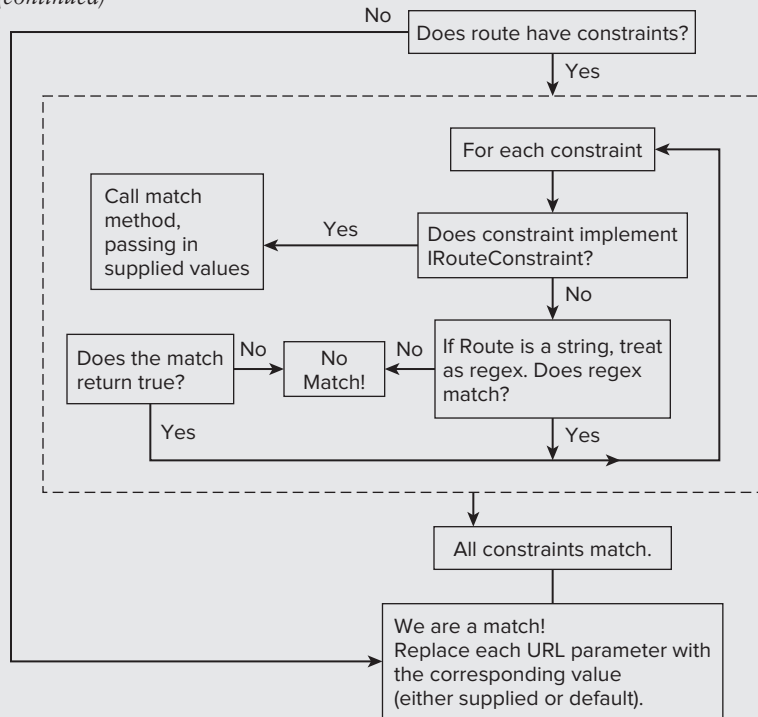 (continued)
No
Does route have constraints?
Yes
For each constraint
Call match
method,
passing in
supplied values
Yes
Does constraint implement
IRouteConstraint?
No
Does the match
return true?
No
No
Match!
No
If Route is a string, treat
as regex. Does regex
match?
Yes
Yes
All constraints match.
We are a match!
Replace each URL parameter with
the corresponding value
(either supplied or default).